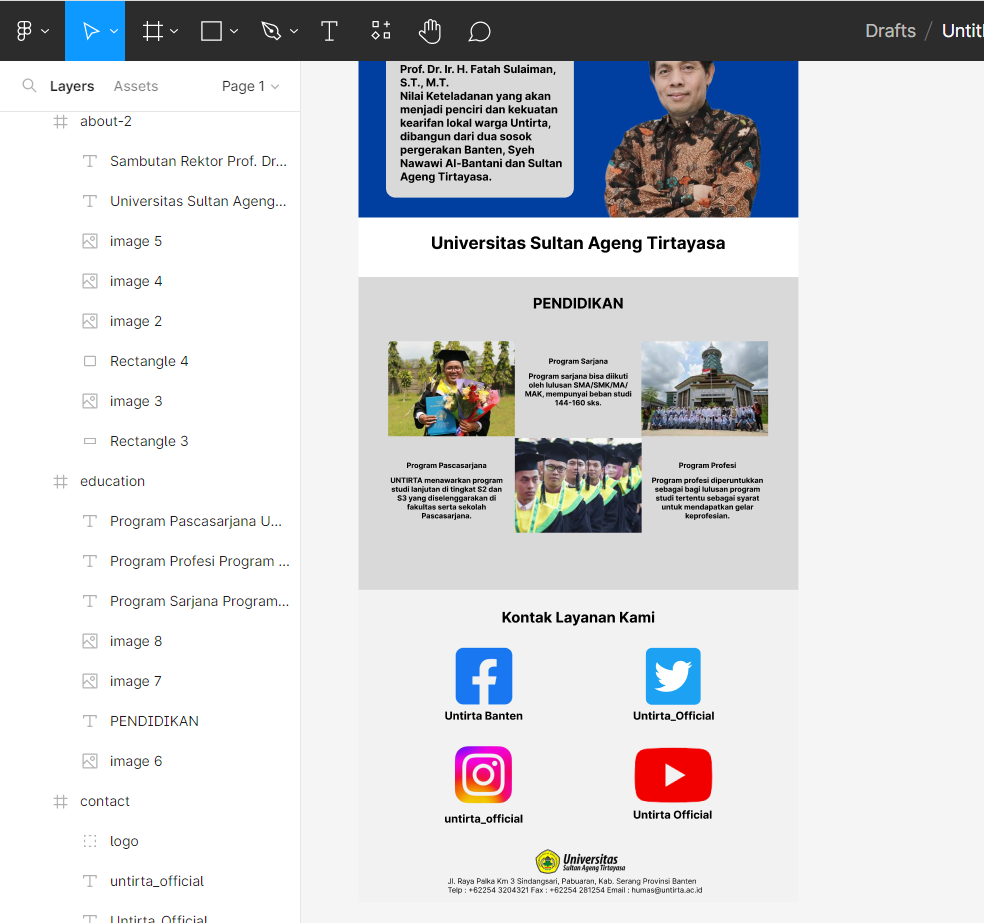 Drafts / Untit
Layers
Assets
Page 1
about-2
Sambutan Rektor Prof. Dr...
Universitas Sultan Ageng...
image 5
image 4
image 2
Rectangle 4
image 3
Rectangle 3
education
Program Pascasarjana U...
Program Profesi Program ...
Program Sarjana Program...
image 8
image 7
PENDIDIKAN
image 6
contact
logo
untirta_official
Untirta_Official
Prof. Dr. Ir. H. Fatah Sulaiman,
S.T., M.T.
Nilai Keteladanan yang akan
menjadi penciri dan kekuatan
kearifan lokal warga Untirta,
dibangun dari dua sosok
pergerakan Banten, Syeh
Nawawi Al-Bantani dan Sultan
Ageng Tirtayasa.
Universitas Sultan Ageng Tirtayasa
PENDIDIKAN
Program Sarjana
Program sarjana bisa diikuti
oleh lulusan SMA/SMK/MA/
MAK, mempunyai beban studi
144-160 sks.
Program Pascasarjana
UNTIRTA menawarkan program
studi lanjutan di tingkat S2 dan
S3 yang diselenggarakan di
fakultas serta sekolah
Pascasarjana.
Program Profesi
Program profesi diperuntukkan
sebagai bagi lulusan program
studi tertentu sebagai syarat
untuk mendapatkan gelar
keprofesian.
Kontak Layanan Kami
Untirta Banten
Untirta_Official
untirta_official
Untirta Official
Universitas
Sultan Ageng Tirtayasa
Jl. Raya Palka Km 3 Sindangsari, Pabuaran, Kab. Serang Provinsi Banten
Telp : +62254 3204321 Fax : +62254 281254 Email : humas@untirta.ac.id